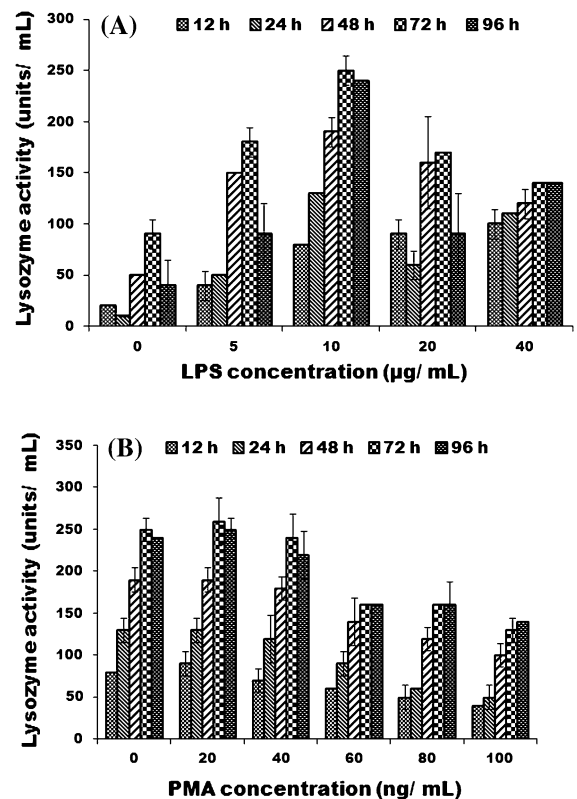 (A)
12 h 24 h 48 h 72 h 96 h
Lysozyme activity (units/ mL)
300
250
200
150
100
50
0
0 5 10 20 40
LPS concentration (µg/ mL)
(B)
12 h 24 h 48 h 72 h 96 h
Lysozyme activity (units/ mL)
350
300
250
200
150
100
50
0
0 20 40 60 80 100
PMA concentration (ng/ mL)